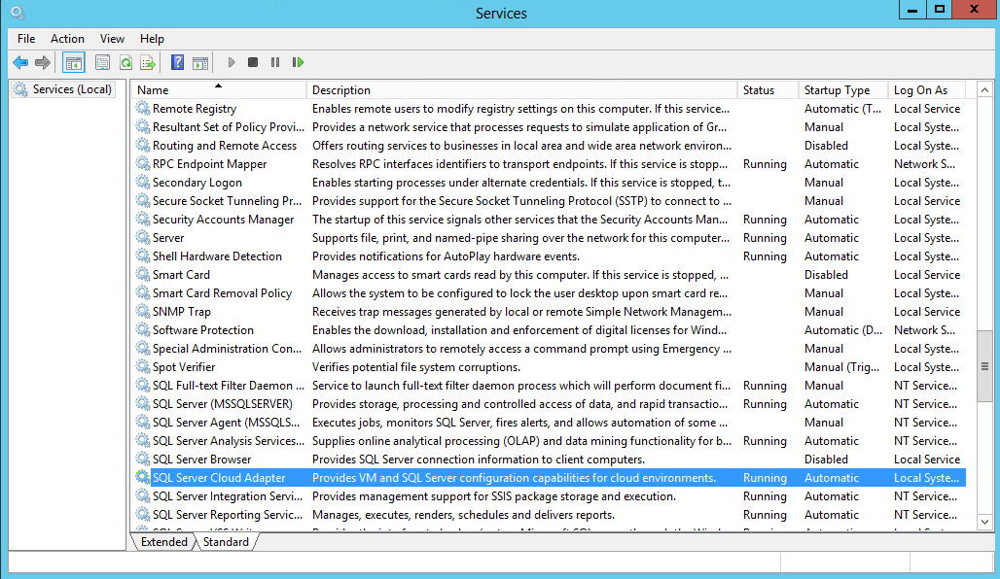 Services
File Action View Help
Services (Local)
Name Description Status Startup Type Log On As
Remote Registry Enables remote users to modify registry settings on this computer. If this service... Automatic (T... Local Service
Resultant Set of Policy Provi... Provides a network service that processes requests to simulate application of Gr... Manual Local Syste...
Routing and Remote Access Offers routing services to businesses in local area and wide area network environ... Disabled Local Syste...
RPC Endpoint Mapper Resolves RPC interfaces identifiers to transport endpoints. If this service is stopp... Running Automatic Network S...
Secondary Logon Enables starting processes under alternate credentials. If this service is stopped, t... Manual Local Syste...
Secure Socket Tunneling Pr... Provides support for the Secure Socket Tunneling Protocol (SSTP) to connect to ... Manual Local Service
Security Accounts Manager The startup of this service signals other services that the Security Accounts Man... Running Automatic Local Syste...
Server Supports file, print, and named-pipe sharing over the network for this computer... Running Automatic Local Syste...
Shell Hardware Detection Provides notifications for AutoPlay hardware events. Running Automatic Local Syste...
Smart Card Manages access to smart cards read by this computer. If this service is stopped, ... Disabled Local Service
Smart Card Removal Policy Allows the system to be configured to lock the user desktop upon smart card re... Manual Local Syste...
SNMP Trap Receives trap messages generated by local or remote Simple Network Managem... Manual Local Service
Software Protection Enables the download, installation and enforcement of digital licenses for Wind... Automatic (D... Network S...
Special Administration Con... Allows administrators to remotely access a command prompt using Emergency ... Manual Local Syste...
Spot Verifier Verifies potential file system corruptions. Manual (Trig... Local Syste...
SQL Full-text Filter Daemon ... Service to launch full-text filter daemon process which will perform document fi... Running Manual NT Service...
SQL Server (MSSQLSERVER) Provides storage, processing and controlled access of data, and rapid transactio... Running Automatic NT Service...
SQL Server Agent (MSSQLS... Executes jobs, monitors SQL Server, fires alerts, and allows automation of some ... Manual NT Service...
SQL Server Analysis Services... Supplies online analytical processing (OLAP) and data mining functionality for b... Running Automatic NT Service...
SQL Server Browser Provides SQL Server connection information to client computers. Disabled Local Service
SQL Server Cloud Adapter Provides VM and SQL Server configuration capabilities for cloud environments. Running Automatic Local Syste...
SQL Server Integration Servi... Provides management support for SSIS package storage and execution. Running Automatic NT Service...
SQL Server Reporting Servic... Manages, executes, renders, schedules and delivers reports. Running Automatic NT Service...
Extended Standard